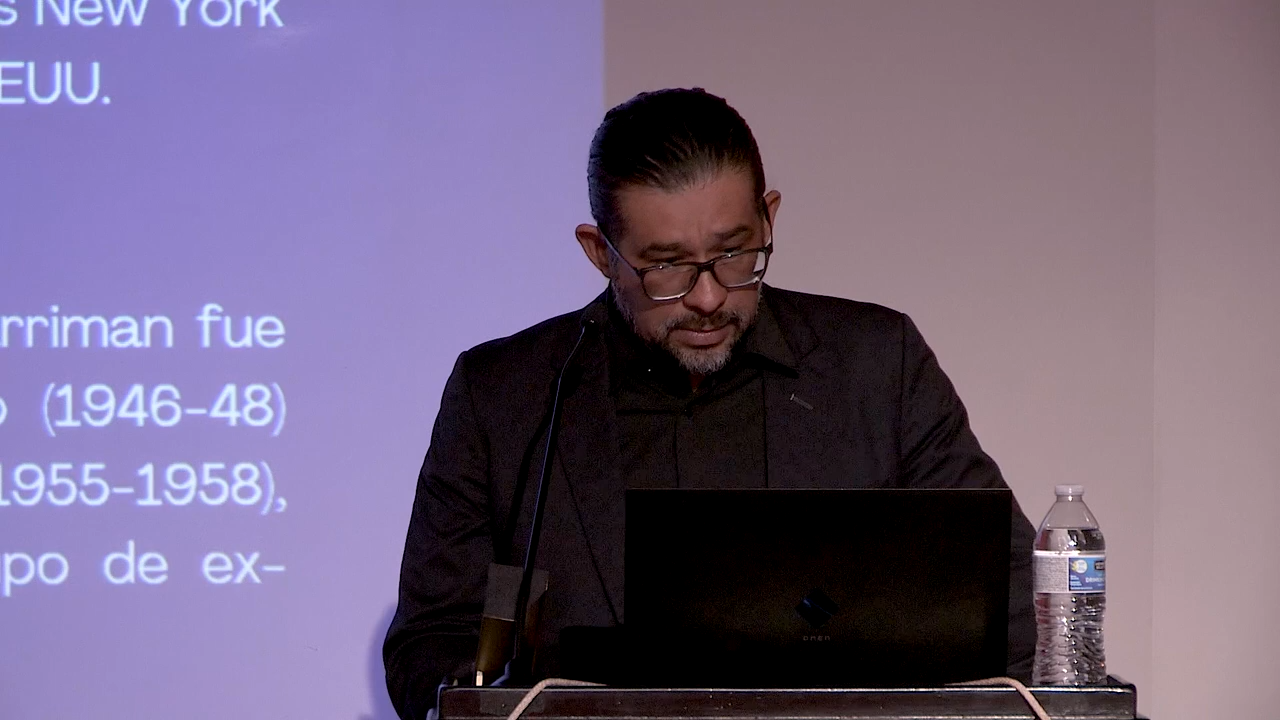 s New York
EUU.
rriman fue
(1946-48)
1955-1958),
po de ex-
omen